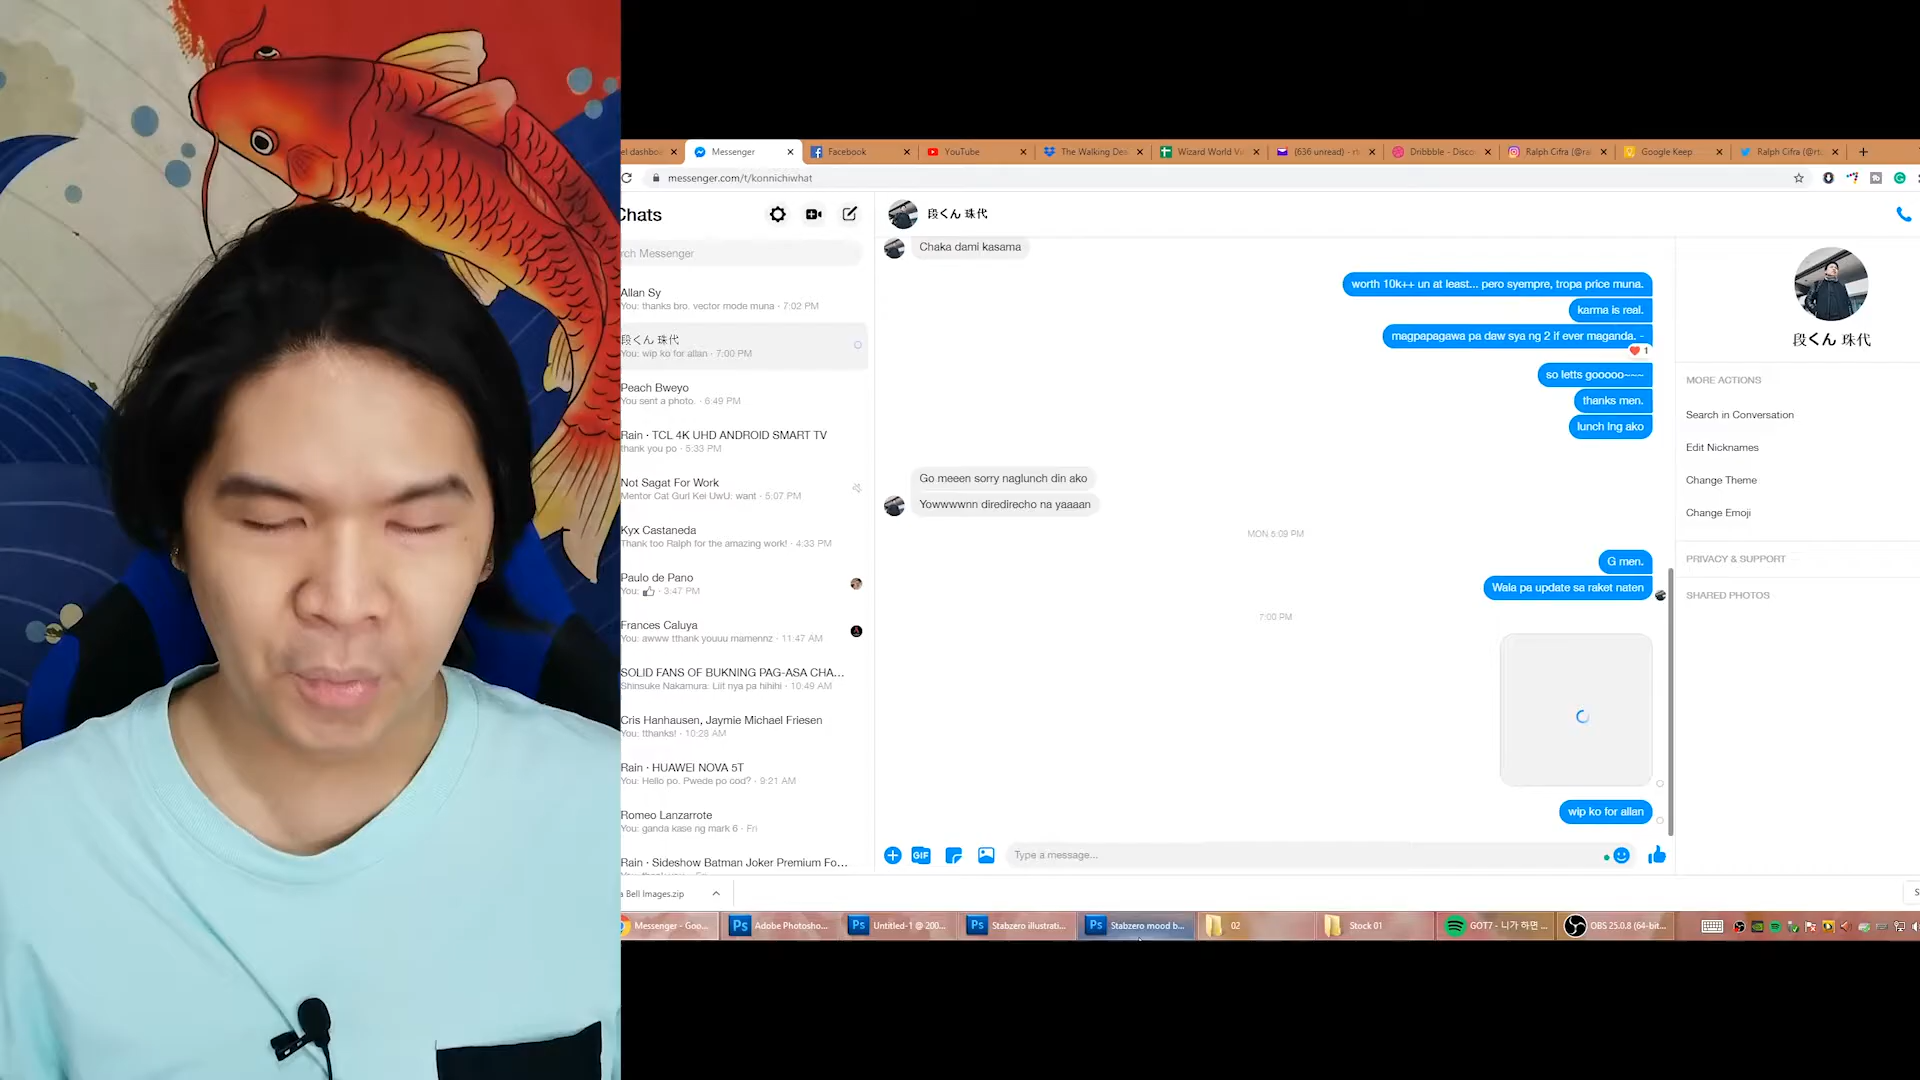 el dashbo
Messenger
Facebook
YouTube
The Walking De
Wizard World V
(636 unread) - r
Dribbble - Disco
Ralph Cifra (@ra
Google Keep
Ralph Cifra (@rt
messenger.com/t/konnichiwhat
Chats
rch Messenger
Allan Sy
You: thanks bro. vector mode muna · 7:02 PM
段くん 珠代
You: wip ko for allan · 7:00 PM
Peach Bweyo
You sent a photo. · 6:49 PM
Rain · TCL 4K UHD ANDROID SMART TV
thank you po · 5:33 PM
Not Sagat For Work
Mentor Cat Gurl Kei UwU: want · 5:07 PM
Kyx Castaneda
Thank too Ralph for the amazing work! · 4:33 PM
Paulo de Pano
You: 👍 · 3:47 PM
Frances Caluya
You: awww tthank youuu mamennz · 11:47 AM
SOLID FANS OF BUKNING PAG-ASA CHA...
Shinsuke Nakamura: Liit nya pa hihihi · 10:49 AM
Cris Hanhausen, Jaymie Michael Friesen
You: tthanks! · 10:28 AM
Rain · HUAWEI NOVA 5T
You: Hello po. Pwede po cod? · 9:21 AM
Romeo Lanzarrote
You: ganda kase ng mark 6 · Fri
Rain · Sideshow Batman Joker Premium Fo...
段くん 珠代
Chaka dami kasama
worth 10k++ un at least... pero syempre, tropa price muna.
karma is real.
magpapagawa pa daw sya ng 2 if ever maganda. -
1
so letts gooooo~~~
thanks men.
lunch lng ako
Go meeen sorry naglunch din ako
Yowwwwnn diredirecho na yaaaan
MON 6:09 PM
G men.
Wala pa update sa raket naten
7:00 PM
wip ko for allan
GIF
Type a message...
段くん 珠代
MORE ACTIONS
Search in Conversation
Edit Nicknames
Change Theme
Change Emoji
PRIVACY & SUPPORT
SHARED PHOTOS
a Bell Images.zip
Messenger - Goo...
Ps Adobe Photosho...
Ps Untitled-1 @ 200...
Ps Stabzero illustrati...
Ps Stabzero mood b...
02
Stock 01
GOT7 - 니가 하면 ...
OBS 25.0.8 (64-bit...